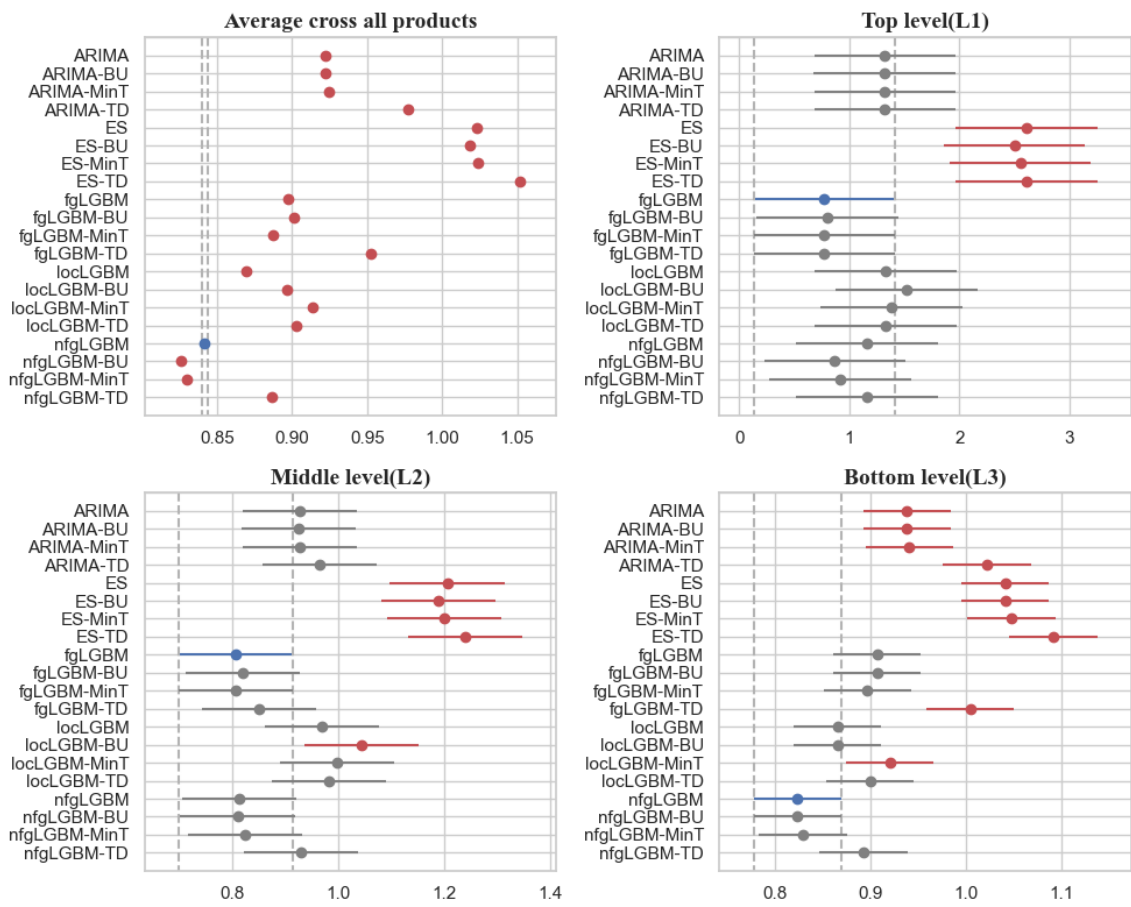 Average cross all products
ARIMA
ARIMA-BU
ARIMA-MinT
ARIMA-TD
ES
ES-BU
ES-MinT
ES-TD
fgLGBM
fgLGBM-BU
fgLGBM-MinT
fgLGBM-TD
locLGBM
locLGBM-BU
locLGBM-MinT
locLGBM-TD
nfgLGBM
nfgLGBM-BU
nfgLGBM-MinT
nfgLGBM-TD
0.85 0.90 0.95 1.00 1.05
Top level(L1)
ARIMA
ARIMA-BU
ARIMA-MinT
ARIMA-TD
ES
ES-BU
ES-MinT
ES-TD
fgLGBM
fgLGBM-BU
fgLGBM-MinT
fgLGBM-TD
locLGBM
locLGBM-BU
locLGBM-MinT
locLGBM-TD
nfgLGBM
nfgLGBM-BU
nfgLGBM-MinT
nfgLGBM-TD
0 1 2 3
Middle level(L2)
ARIMA
ARIMA-BU
ARIMA-MinT
ARIMA-TD
ES
ES-BU
ES-MinT
ES-TD
fgLGBM
fgLGBM-BU
fgLGBM-MinT
fgLGBM-TD
locLGBM
locLGBM-BU
locLGBM-MinT
locLGBM-TD
nfgLGBM
nfgLGBM-BU
nfgLGBM-MinT
nfgLGBM-TD
0.8 1.0 1.2 1.4
Bottom level(L3)
ARIMA
ARIMA-BU
ARIMA-MinT
ARIMA-TD
ES
ES-BU
ES-MinT
ES-TD
fgLGBM
fgLGBM-BU
fgLGBM-MinT
fgLGBM-TD
locLGBM
locLGBM-BU
locLGBM-MinT
locLGBM-TD
nfgLGBM
nfgLGBM-BU
nfgLGBM-MinT
nfgLGBM-TD
0.8 0.9 1.0 1.1